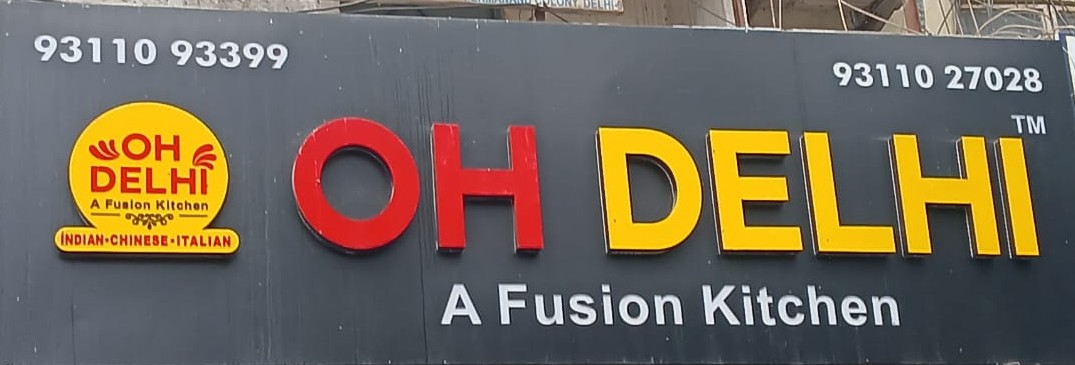 93110 93399
93110 27028
OH
DELHI
A Fusion Kitchen
INDIAN•CHINESE•ITALIAN
OH DELHI TM
A Fusion Kitchen